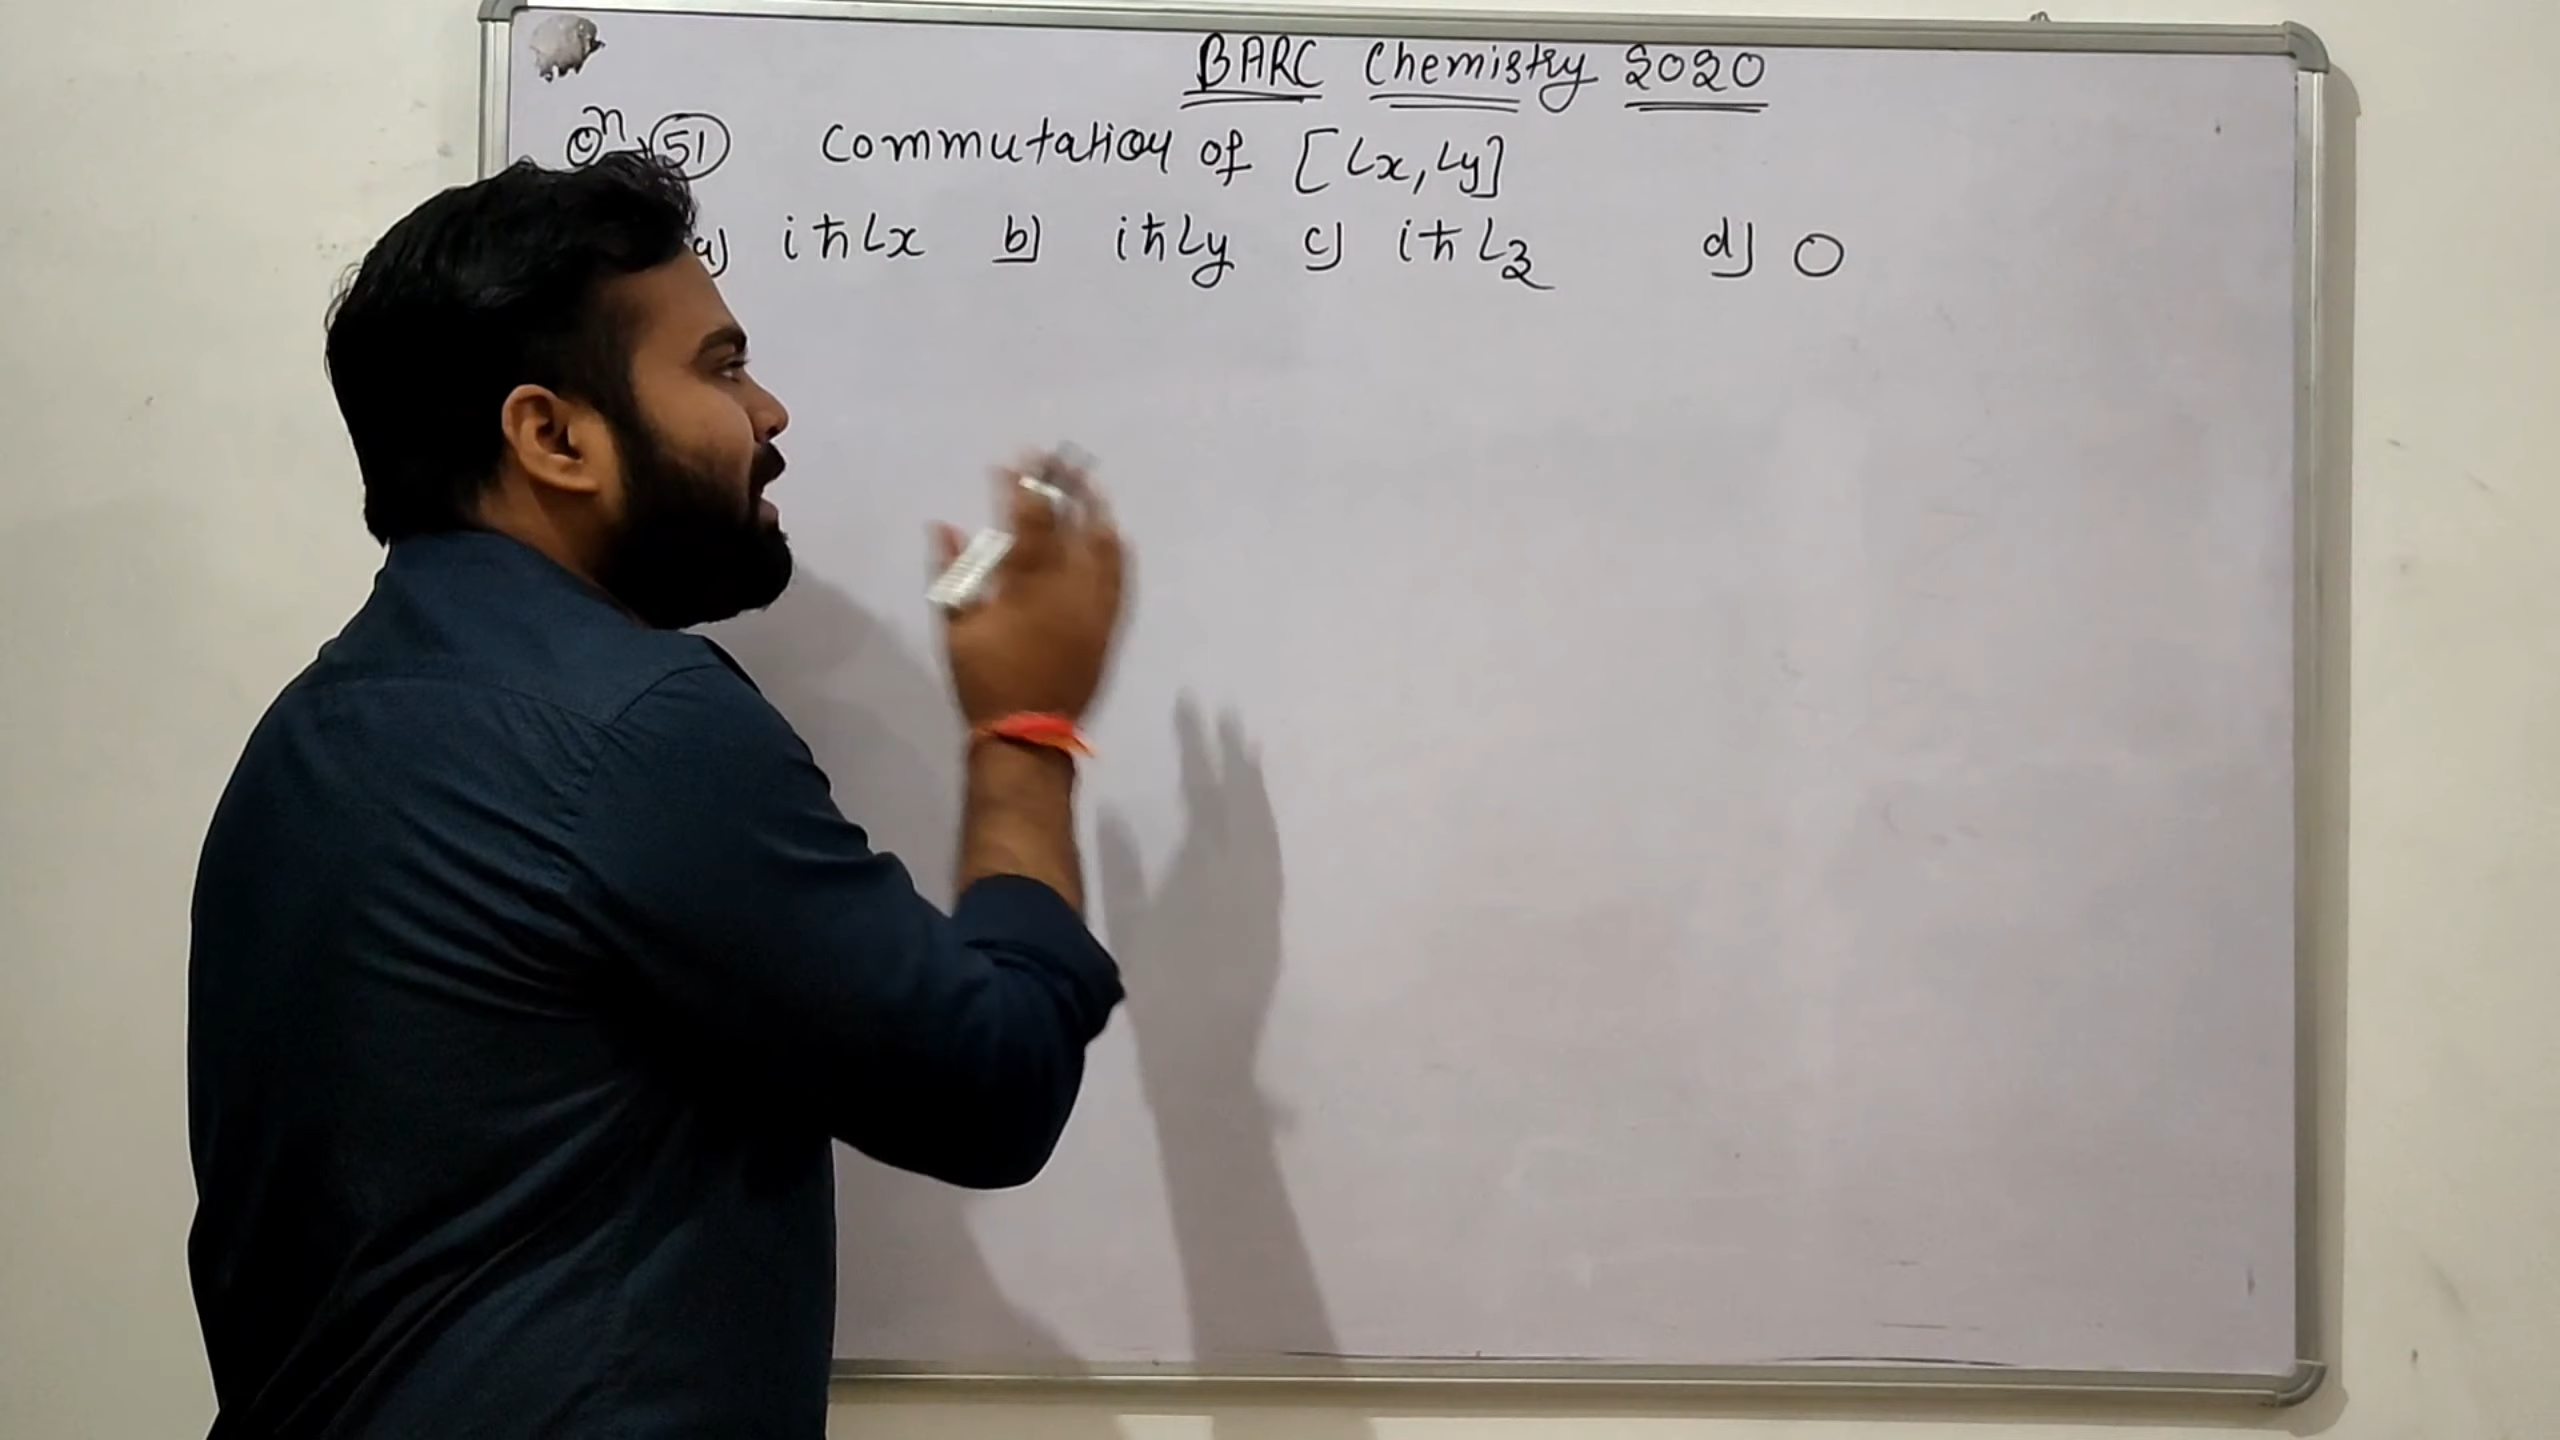 BARC Chemistry 2020
Qn → 51 Commutation of [Lx, Ly]
a) iħLx b) iħLy c) iħLz d) 0